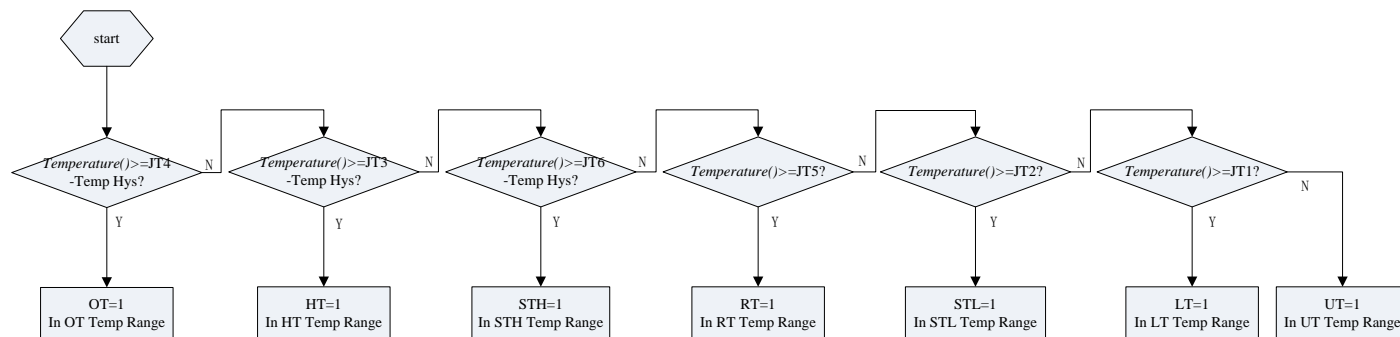 start
Temperature()>=JT4
-Temp Hys?
N
Temperature()>=JT3
-Temp Hys?
N
Temperature()>=JT6
-Temp Hys?
N
Temperature()>=JT5?
N
Temperature()>=JT2?
N
Temperature()>=JT1?
N
Y
Y
Y
Y
Y
Y
OT=1
In OT Temp Range
HT=1
In HT Temp Range
STH=1
In STH Temp Range
RT=1
In RT Temp Range
STL=1
In STL Temp Range
LT=1
In LT Temp Range
UT=1
In UT Temp Range